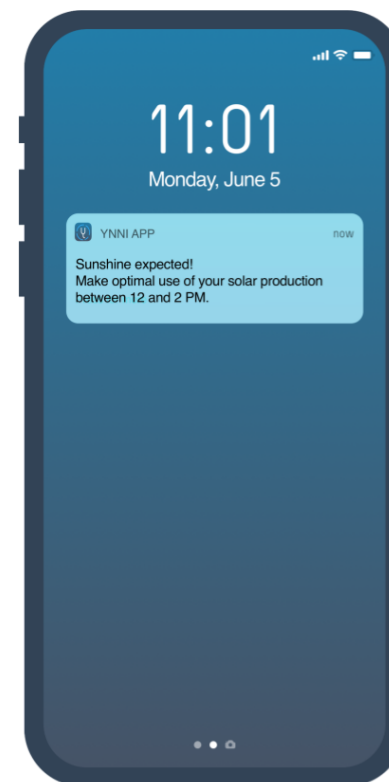 11:01
Monday, June 5
YNNI APP now
Sunshine expected!
Make optimal use of your solar production
between 12 and 2 PM.